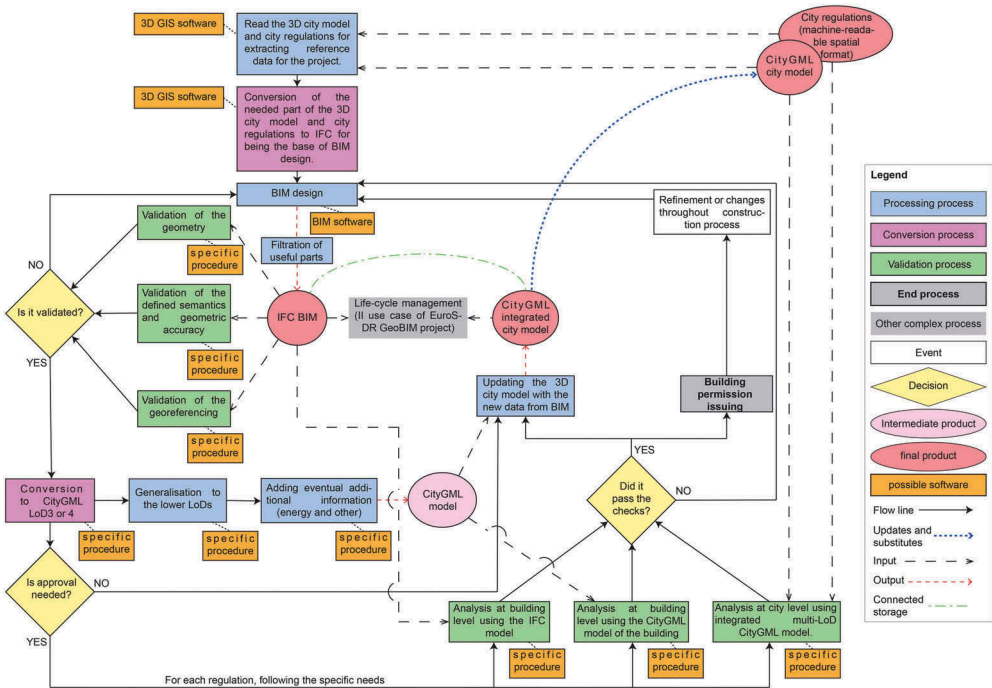 3D GIS software
Read the 3D city model
and city regulations for
extracting reference
data for the project.
City regulations
(machine-reada-
ble spatial
format)
CityGML
city model
3D GIS software
Conversion of the
needed part of the 3D
city model and city
regulations to IFC for
being the base of BIM
design.
BIM design
BIM software
Filtration of
useful parts
Refinement or changes
throughout construc-
tion process
Validation of the
geometry
specific
procedure
NO
Is it validated?
YES
Validation of the
defined semantics
and geometric
accuracy
specific
procedure
IFC BIM
Life-cycle management
(II use case of EuroS-
DR GeoBIM project)
CityGML
integrated
city model
Validation of
the georeferencing
specific
procedure
Updating the 3D
city model with the
new data from BIM
Building
permission
issuing
YES
NO
Did it
pass the
checks?
Conversion
to CityGML
LoD3 or 4
specific
procedure
Generalisation to
the lower LoDs
specific
procedure
Adding eventual addi-
tional information
(energy and other)
specific
procedure
CityGML
model
Is approval
needed?
NO
YES
Analysis at building
level using the IFC
model
specific
procedure
Analysis at building
level using the CityGML
model of the building
specific
procedure
Analysis at city level using
integrated multi-LoD
CityGML model.
specific
procedure
For each regulation, following the specific needs
Legend
Processing process
Conversion process
Validation process
End process
Other complex process
Event
Decision
Intermediate product
final product
possible software
Flow line
Updates and
substitutes
Input
Output
Connected
storage